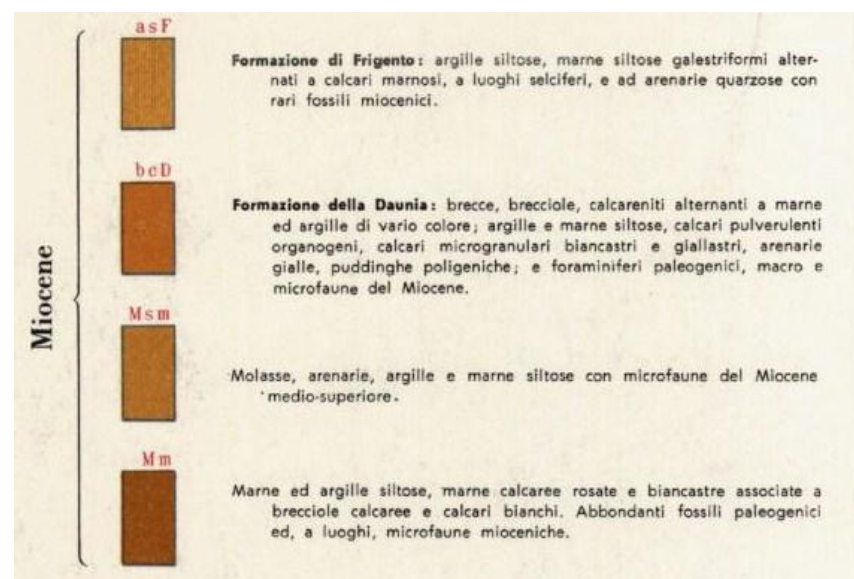 asF
Formazione di Frigento: argille siltose, marne siltose galestriformi alter-
nati a calcari marnosi, a luoghi selciferi, e ad arenarie quarzose con
rari fossili miocenici.
bcD
Formazione della Daunia: brecce, brecciole, calcareniti alternanti a marne
ed argille di vario colore; argille e marne siltose, calcari pulverulenti
organogeni, calcari microgranulari biancastri e giallastri, arenarie
gialle, puddinghe poligeniche; e foraminiferi paleogenici, macro e
microfaune del Miocene.
Miocene
Msm
Molasse, arenarie, argille e marne siltose con microfaune del Miocene
medio-superiore.
Mm
Marne ed argille siltose, marne calcaree rosate e biancastre associate a
brecciole calcaree e calcari bianchi. Abbondanti fossili paleogenici
ed, a luoghi, microfaune mioceniche.